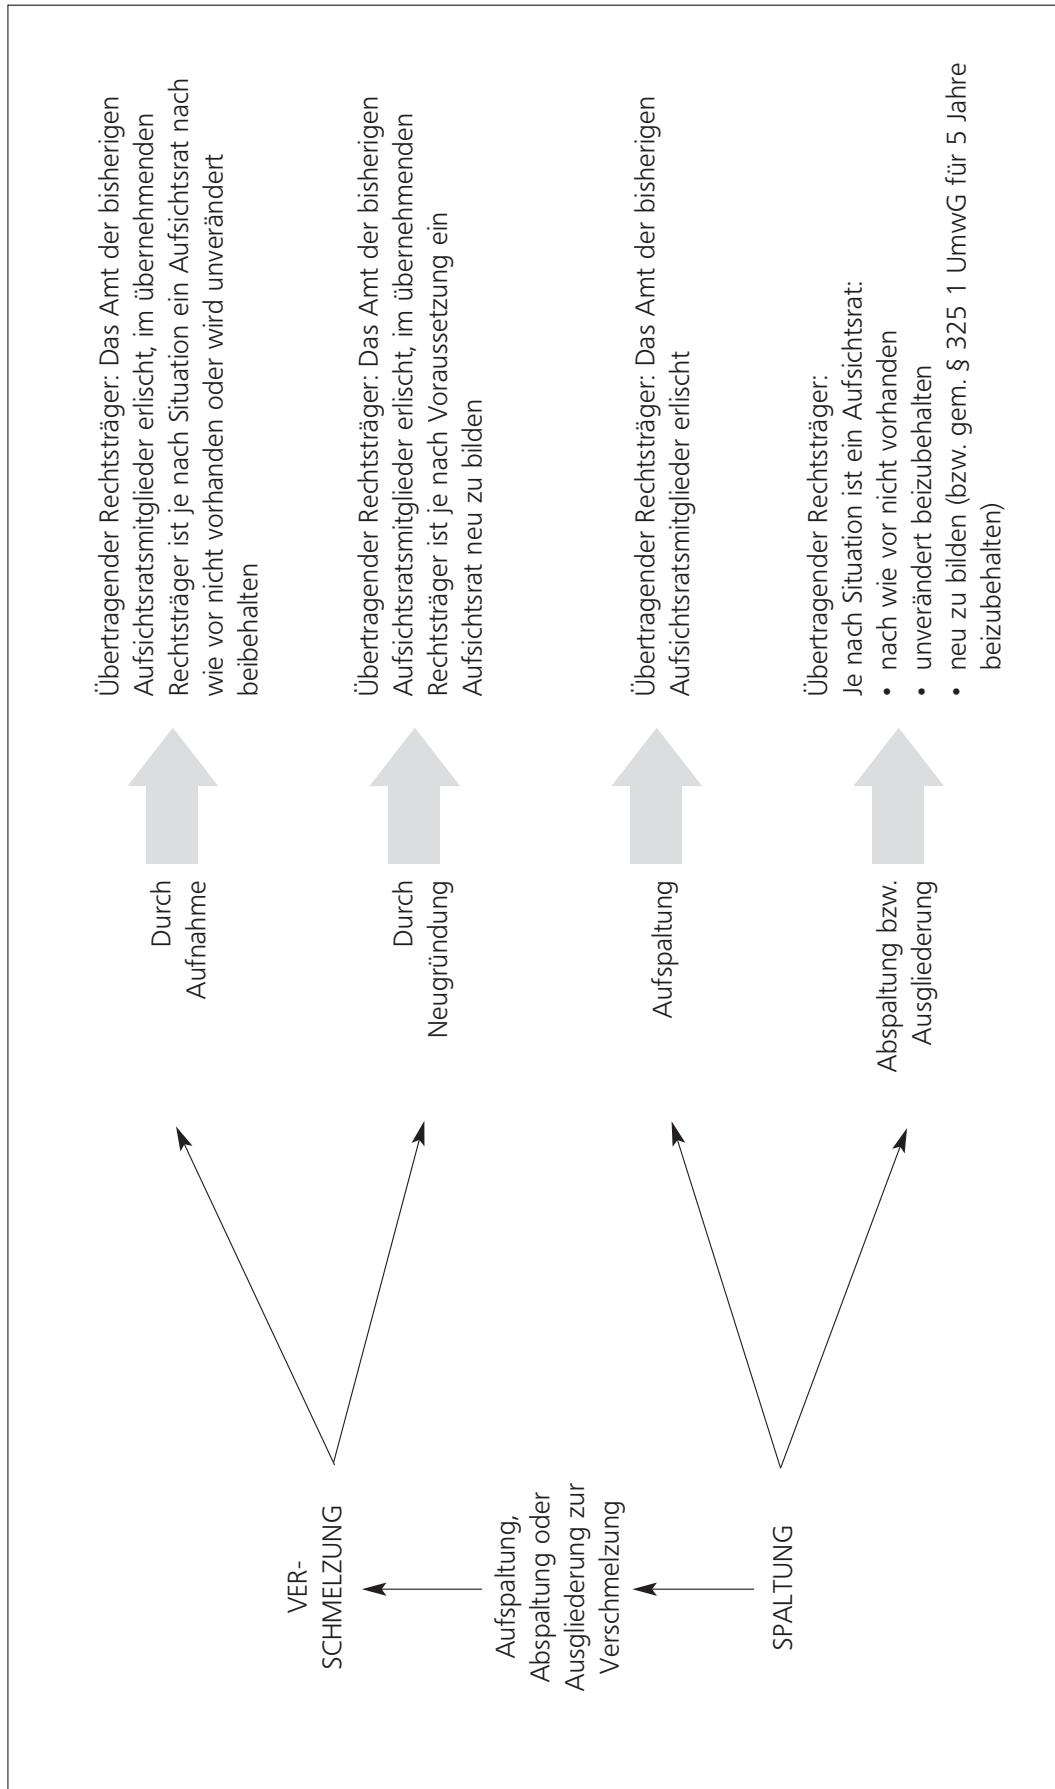 VER-
SCHMELZUNG
Aufspaltung,
Abspaltung oder
Ausgliederung zur
Verschmelzung
SPALTUNG
Durch
Aufnahme
Durch
Neugründung
Aufspaltung
Abspaltung bzw.
Ausgliederung
Übertragender Rechtsträger: Das Amt der bisherigen
Aufsichtsratsmitglieder erlischt, im übernehmenden
Rechtsträger ist je nach Situation ein Aufsichtsrat nach
wie vor nicht vorhanden oder wird unverändert
beibehalten
Übertragender Rechtsträger: Das Amt der bisherigen
Aufsichtsratsmitglieder erlischt, im übernehmenden
Rechtsträger ist je nach Voraussetzung ein
Aufsichtsrat neu zu bilden
Übertragender Rechtsträger: Das Amt der bisherigen
Aufsichtsratsmitglieder erlischt
Übertragender Rechtsträger:
Je nach Situation ist ein Aufsichtsrat:
• nach wie vor nicht vorhanden
• unverändert beizubehalten
• neu zu bilden (bzw. gem. § 325 1 UmwG für 5 Jahre
beizubehalten)